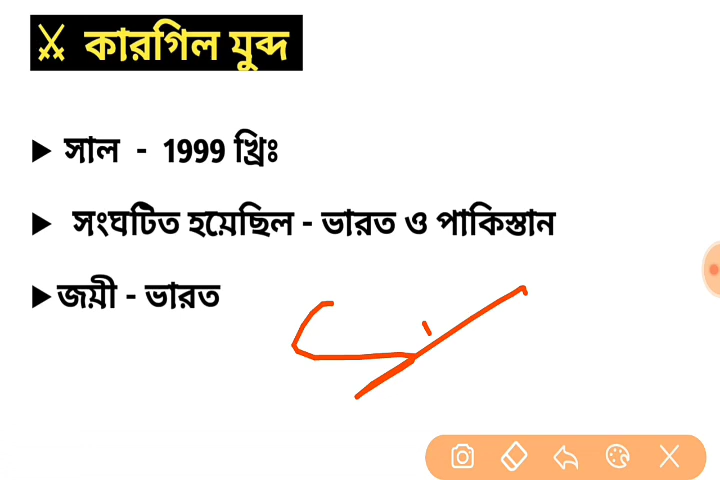 ⚔ কারগিল যুব্দ
▶ সাল - 1999 খ্রিঃ
▶ সংঘটিত হয়েছিল - ভারত ও পাকিস্তান
▶ জয়ী - ভারত